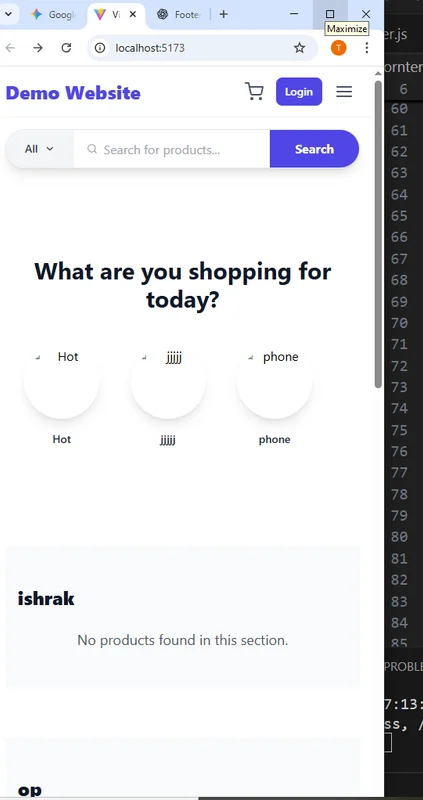 Googl
Vi
Foote
Maximize
er.js
localhost:5173
T
ornter
Demo Website
Login
6
60
61
All
Search for products...
Search
62
63
64
65
66
67
What are you shopping for
today?
68
69
70
71
Hot
jjjjj
phone
72
73
74
Hot
jjjjj
phone
75
76
77
78
79
80
81
82
ishrak
83
No products found in this section.
84
85
PROBLE
7:13:
ss, /
op